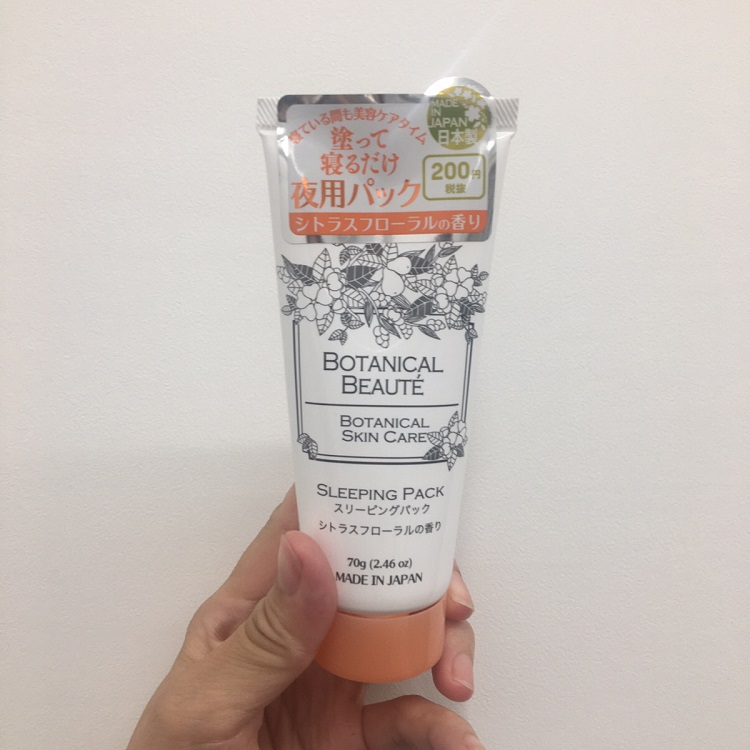 寝ている間も美容ケアタイム
塗って
寝るだけ
夜用パック
シトラスフローラルの香り
MADE
IN
JAPAN
日本製
200円
税抜
BOTANICAL
BEAUTÉ
BOTANICAL
SKIN CARE
SLEEPING PACK
スリーピングパック
シトラスフローラルの香り
70g (2.46 oz)
MADE IN JAPAN